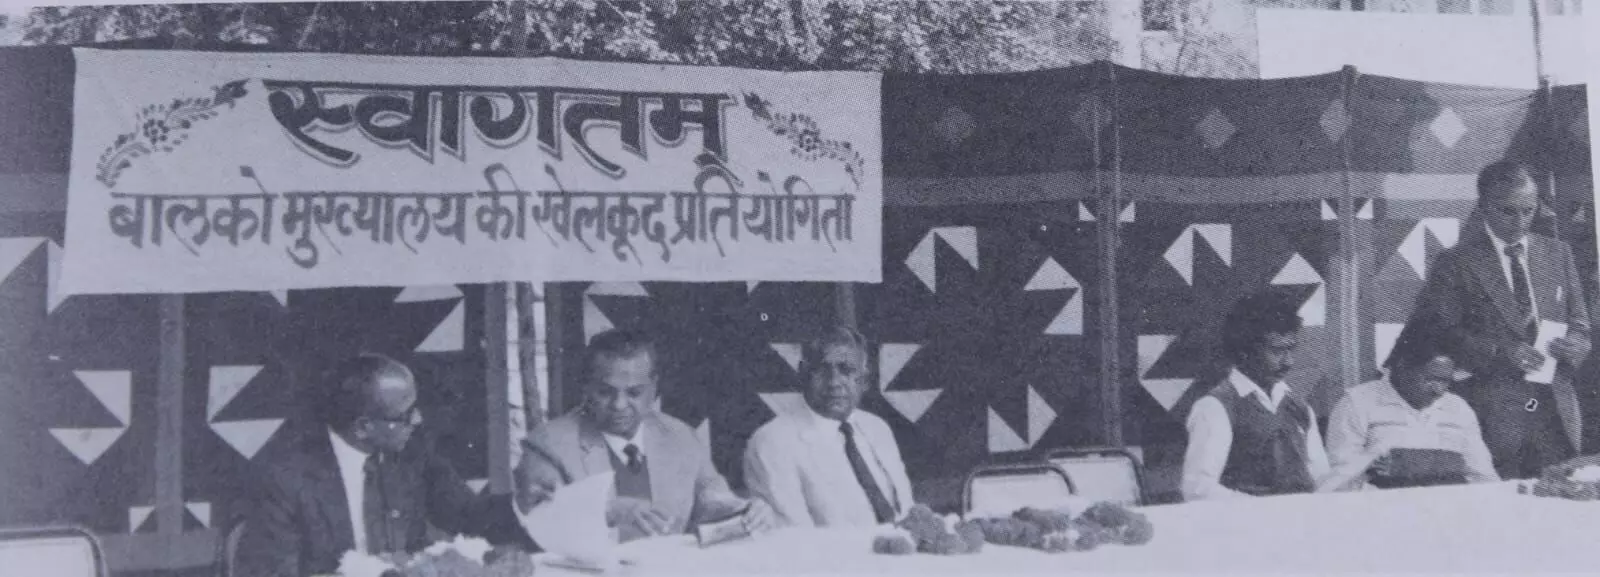 स्वागतम्
बालको मुख्यालय की खेलकूद प्रतियोगिता